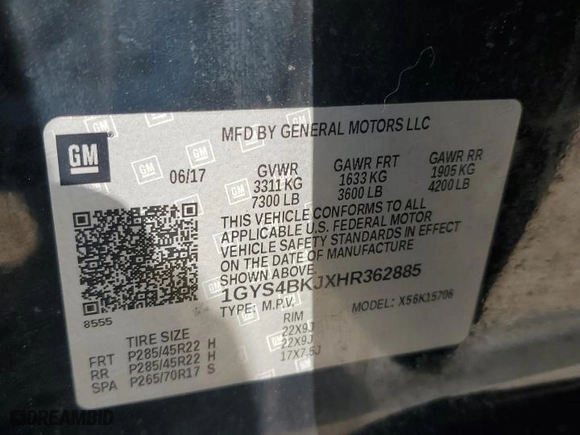 GM
MFD BY GENERAL MOTORS LLC
06/17 GVWR GAWR FRT GAWR RR
3311 KG 1633 KG 1905 KG
7300 LB 3600 LB 4200 LB
THIS VEHICLE CONFORMS TO ALL
APPLICABLE U.S. FEDERAL MOTOR
VEHICLE SAFETY STANDARDS IN EFFECT
ON THE DATE OF MANUFACTURE
SHOWN ABOVE.
1GYS4BKJXHR362885
TYPE: M.P.V. MODEL: X56K15706
8555
TIRE SIZE RIM
FRT P285/45R22 H 22X9J
RR P285/45R22 H 22X9J
SPA P265/70R17 S 17X7.5J
DREAMBID